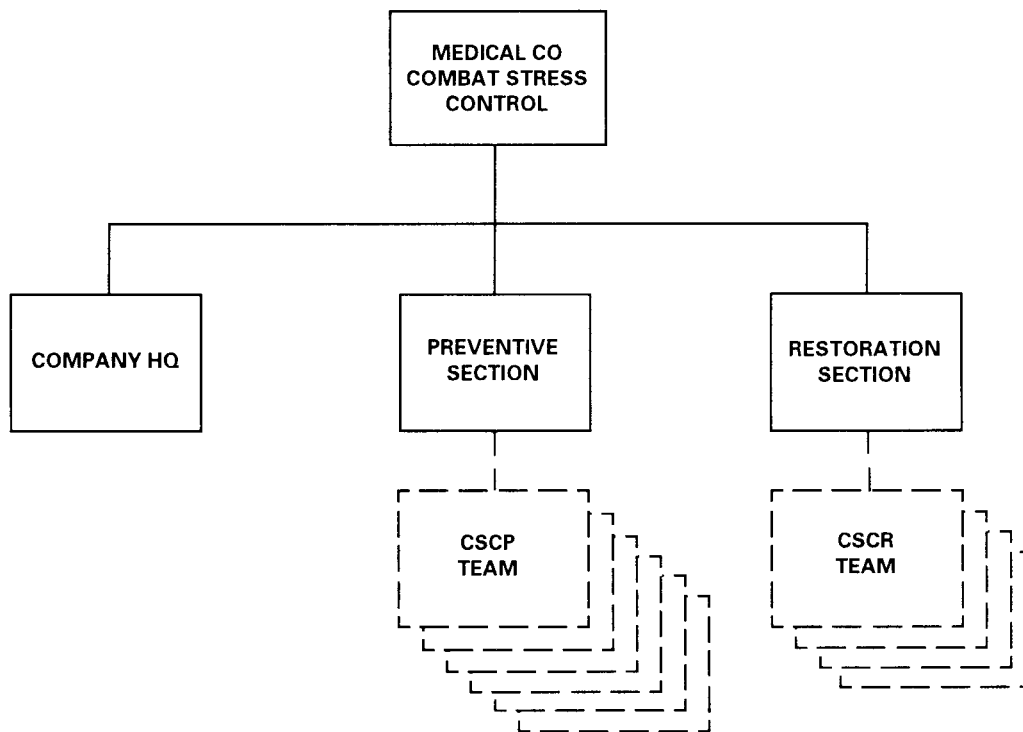 MEDICAL CO
COMBAT STRESS
CONTROL
COMPANY HQ
PREVENTIVE
SECTION
RESTORATION
SECTION
CSCP
TEAM
CSCR
TEAM